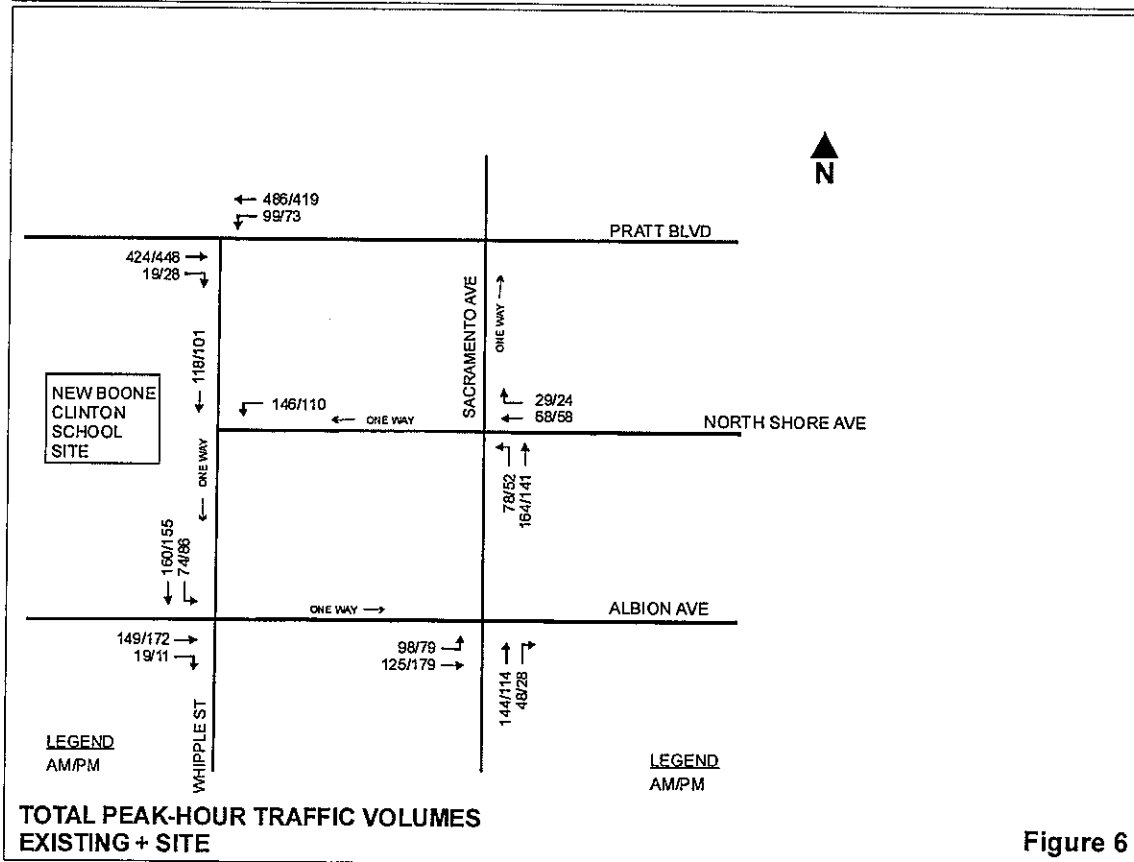 N
486/419
99/73
PRATT BLVD
424/448
19/28
SACRAMENTO AVE
ONE WAY
118/101
NEW BOONE
CLINTON
SCHOOL
SITE
146/110
ONE WAY
29/24
68/58
NORTH SHORE AVE
ONE WAY
78/52
164/141
160/155
74/86
ONE WAY
ALBION AVE
149/172
19/11
98/79
125/179
144/114
48/28
WHIPPLE ST
LEGEND
AM/PM
LEGEND
AM/PM
TOTAL PEAK-HOUR TRAFFIC VOLUMES
EXISTING + SITE
Figure 6